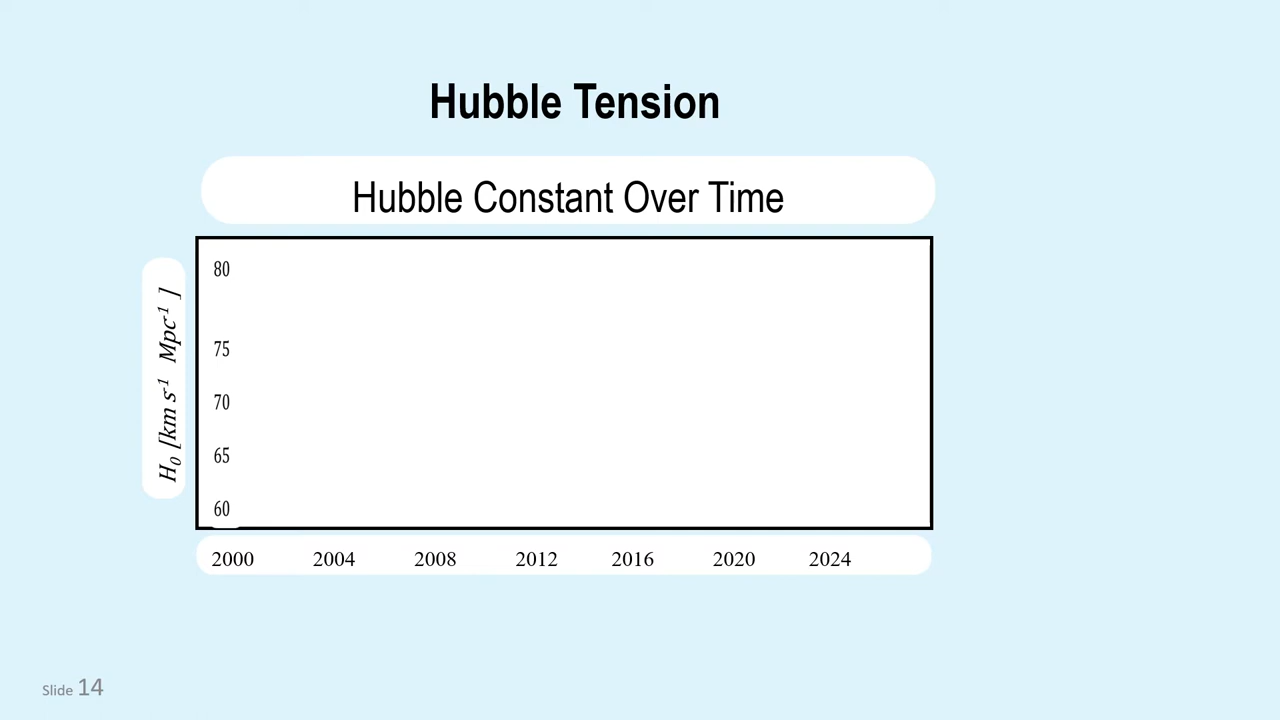 Hubble Tension
Hubble Constant Over Time
H₀ [km s⁻¹ Mpc⁻¹ ]
80
75
70
65
60
2000 2004 2008 2012 2016 2020 2024
Slide 14